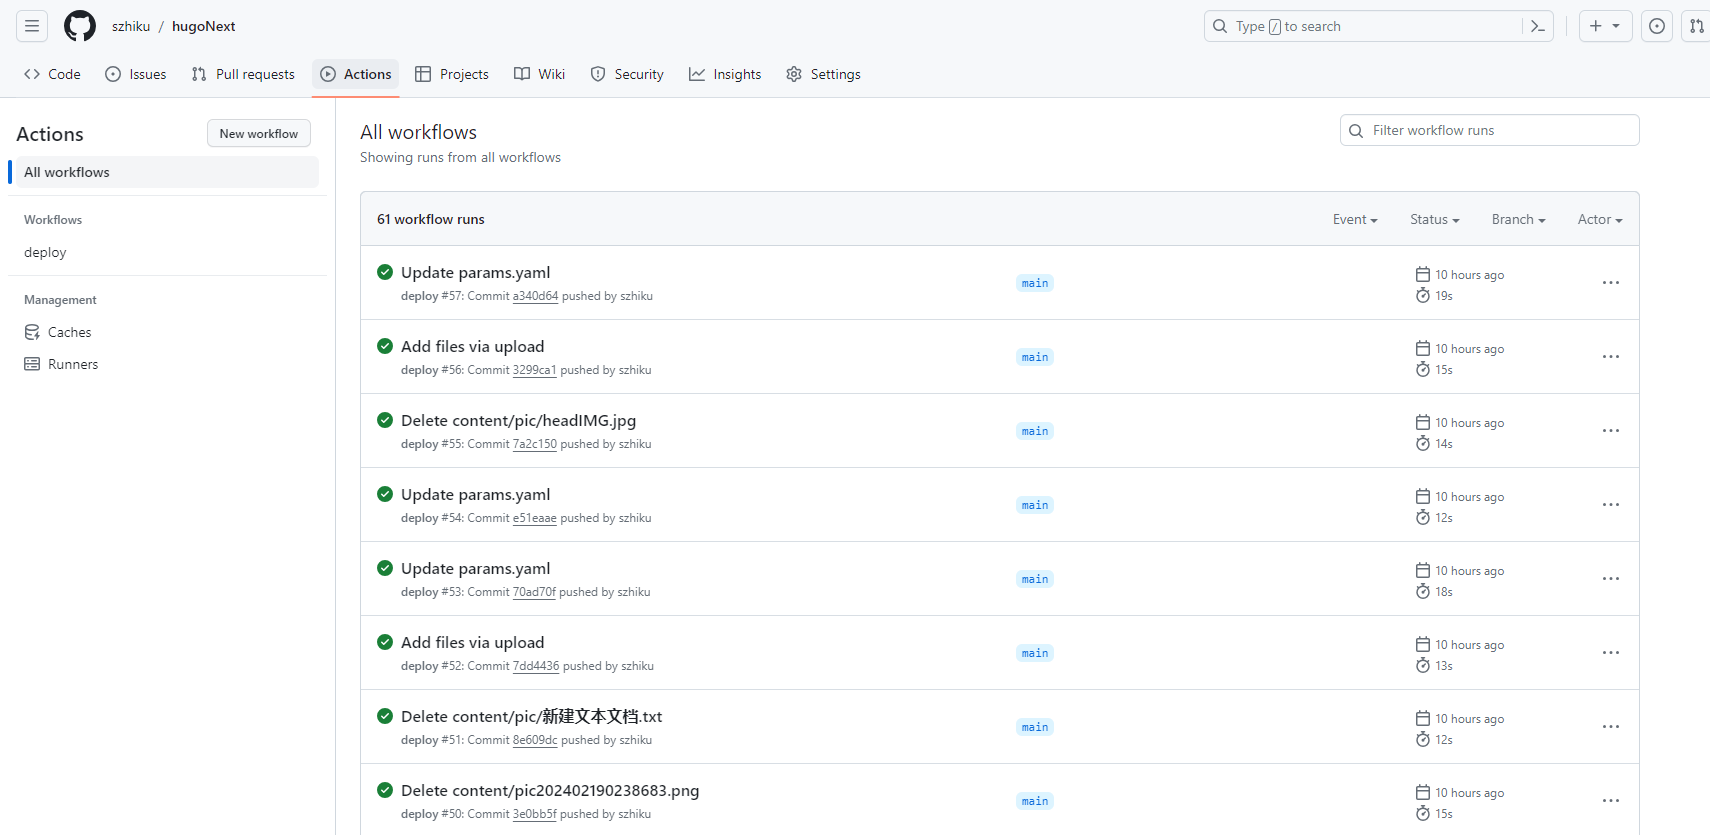 szhiku / hugoNext
Type / to search
Code
Issues
Pull requests
Actions
Projects
Wiki
Security
Insights
Settings
Actions
New workflow
All workflows
Workflows
deploy
Management
Caches
Runners
All workflows
Showing runs from all workflows
Filter workflow runs
61 workflow runs
Event
Status
Branch
Actor
Update params.yaml
deploy #57: Commit a340d64 pushed by szhiku
main
10 hours ago
19s
Add files via upload
deploy #56: Commit 3299ca1 pushed by szhiku
main
10 hours ago
15s
Delete content/pic/headIMG.jpg
deploy #55: Commit 7a2c150 pushed by szhiku
main
10 hours ago
14s
Update params.yaml
deploy #54: Commit e51eaae pushed by szhiku
main
10 hours ago
12s
Update params.yaml
deploy #53: Commit 70ad70f pushed by szhiku
main
10 hours ago
18s
Add files via upload
deploy #52: Commit 7dd4436 pushed by szhiku
main
10 hours ago
13s
Delete content/pic/新建文本文档.txt
deploy #51: Commit 8e609dc pushed by szhiku
main
10 hours ago
12s
Delete content/pic202402190238683.png
deploy #50: Commit 3e0bb5f pushed by szhiku
main
10 hours ago
15s